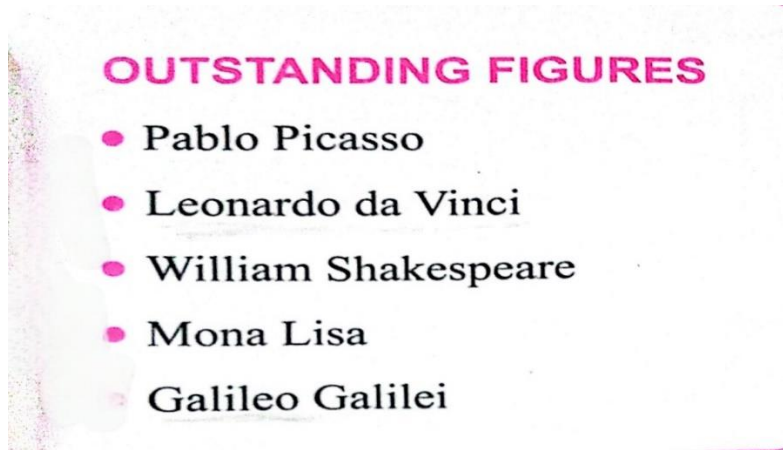 OUTSTANDING FIGURES
• Pablo Picasso
• Leonardo da Vinci
• William Shakespeare
• Mona Lisa
• Galileo Galilei